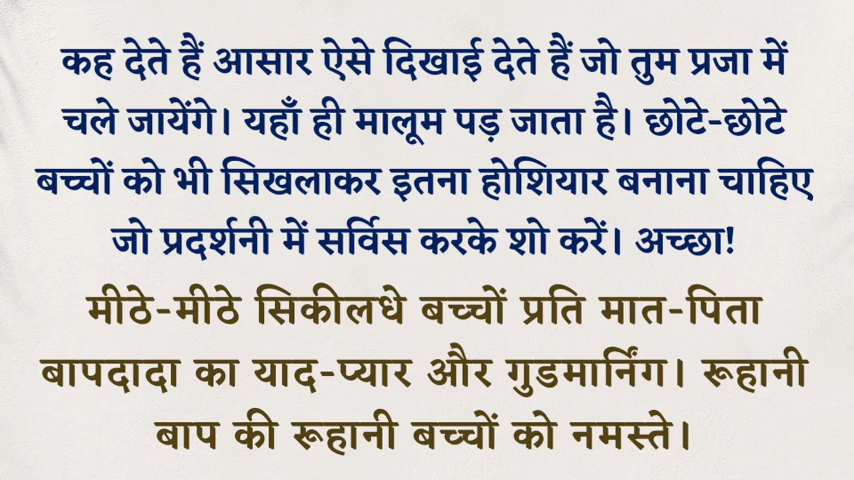 कह देते हैं आसार ऐसे दिखाई देते हैं जो तुम प्रजा में
चले जायेंगे। यहाँ ही मालूम पड़ जाता है। छोटे-छोटे
बच्चों को भी सिखलाकर इतना होशियार बनाना चाहिए
जो प्रदर्शनी में सर्विस करके शो करें। अच्छा!
मीठे-मीठे सिकीलधे बच्चों प्रति मात-पिता
बापदादा का याद-प्यार और गुडमार्निंग। रूहानी
बाप की रूहानी बच्चों को नमस्ते।